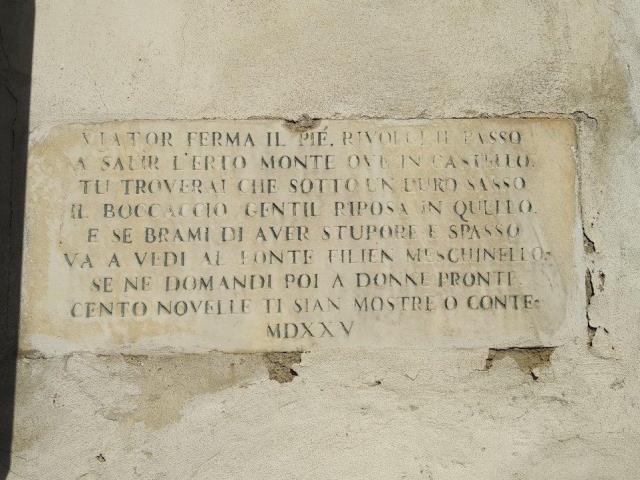 VIATOR FERMA IL PIÉ, RIVOLGI IL PASSO
A SALIR L'ERTO MONTE OVE IN CASTELLO.
TU TROVERAI CHE SOTTO UN DURO SASSO
IL BOCCACCIO GENTIL RIPOSA IN QUELLO.
E SE BRAMI DI AVER STUPORE E SPASSO
VA A VEDI AL FONTE FILIEN MESCHINELLO.
SE NE DOMANDI POI A DONNE PRONTE
CENTO NOVELLE TI SIAN MOSTRE O CONTE.
MDXXV